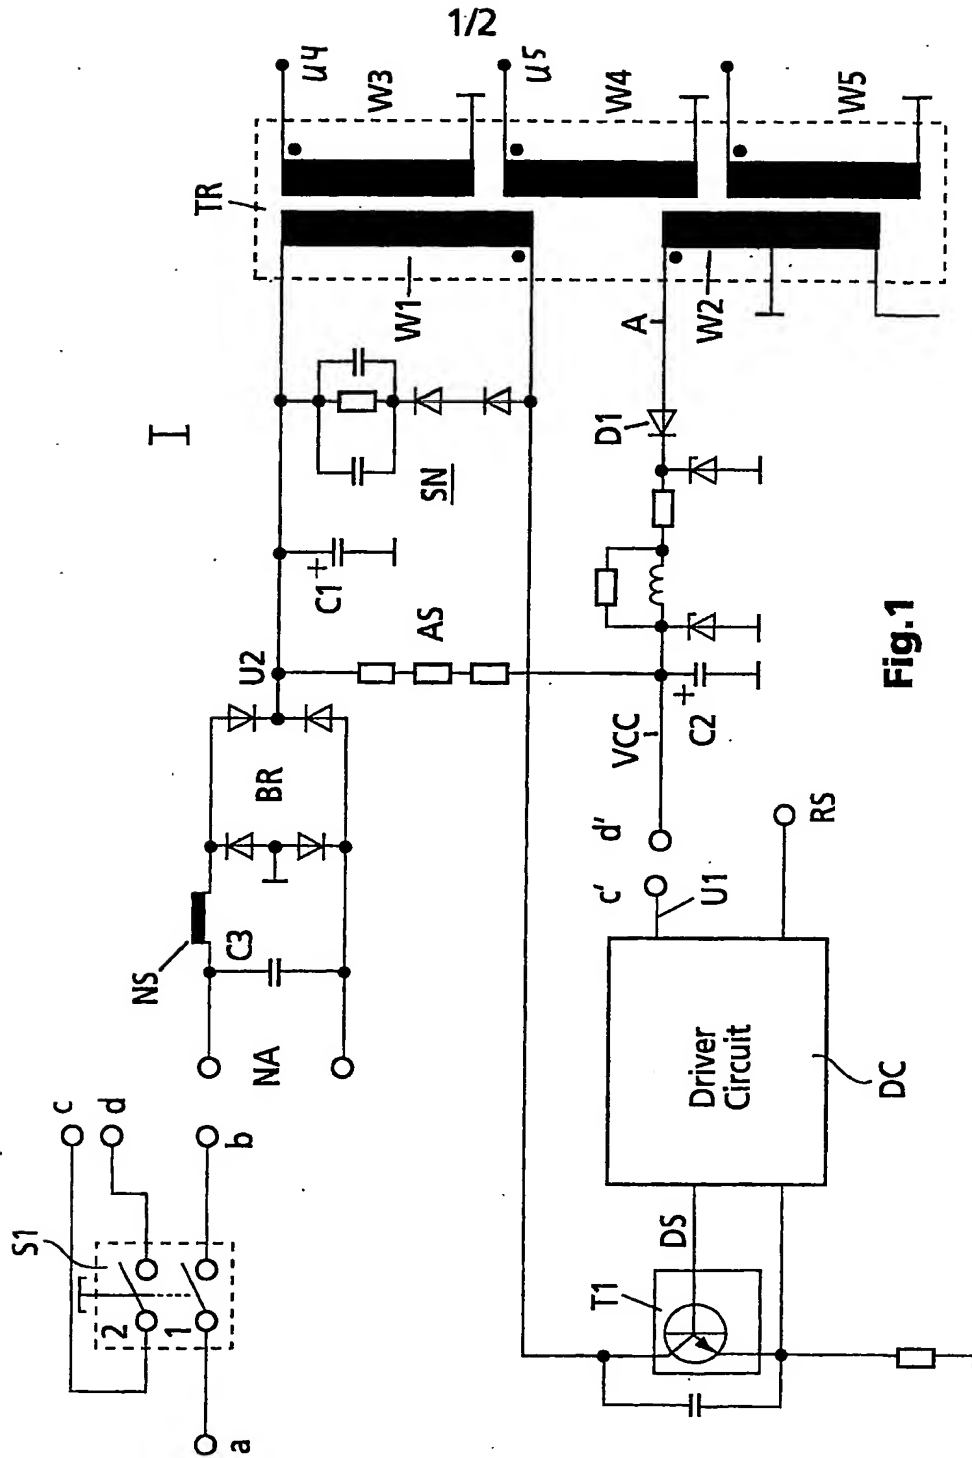 1/2
I
S1
c
d
2
1
a
b
NS
NA
C3
BR
U2
C1
+
AS
SN
TR
W1
W3
U4
W4
U5
W5
W2
A
D1
C2
+
VCC
d'
c'
U1
RS
Driver
Circuit
DC
DS
T1
Fig.1